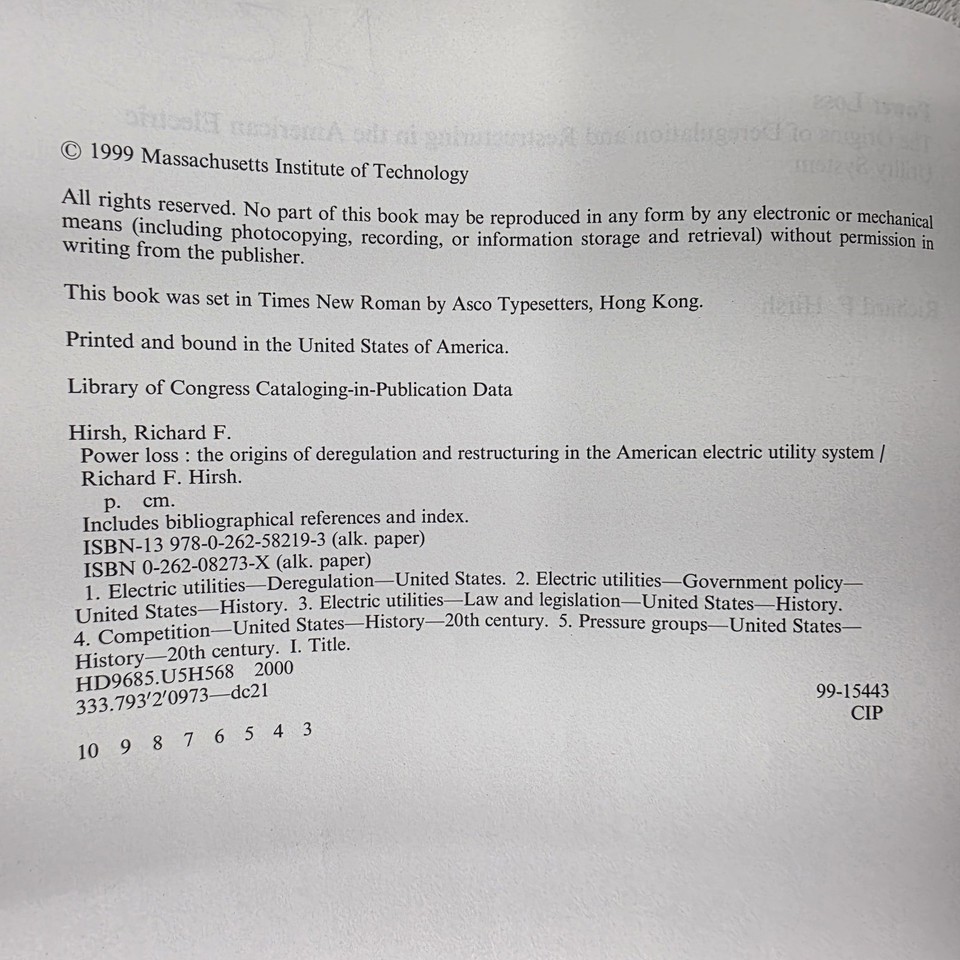 © 1999 Massachusetts Institute of Technology
All rights reserved. No part of this book may be reproduced in any form by any electronic or mechanical
means (including photocopying, recording, or information storage and retrieval) without permission in
writing from the publisher.
This book was set in Times New Roman by Asco Typesetters, Hong Kong.
Printed and bound in the United States of America.
Library of Congress Cataloging-in-Publication Data
Hirsh, Richard F.
Power loss : the origins of deregulation and restructuring in the American electric utility system /
Richard F. Hirsh.
p. cm.
Includes bibliographical references and index.
ISBN-13 978-0-262-58219-3 (alk. paper)
ISBN 0-262-08273-X (alk. paper)
1. Electric utilities—Deregulation—United States. 2. Electric utilities—Government policy—
United States—History. 3. Electric utilities—Law and legislation—United States—History.
4. Competition—United States—History—20th century. 5. Pressure groups—United States—
History—20th century. I. Title.
HD9685.U5H568 2000
333.793′2′0973—dc21
99-15443
CIP
10 9 8 7 6 5 4 3